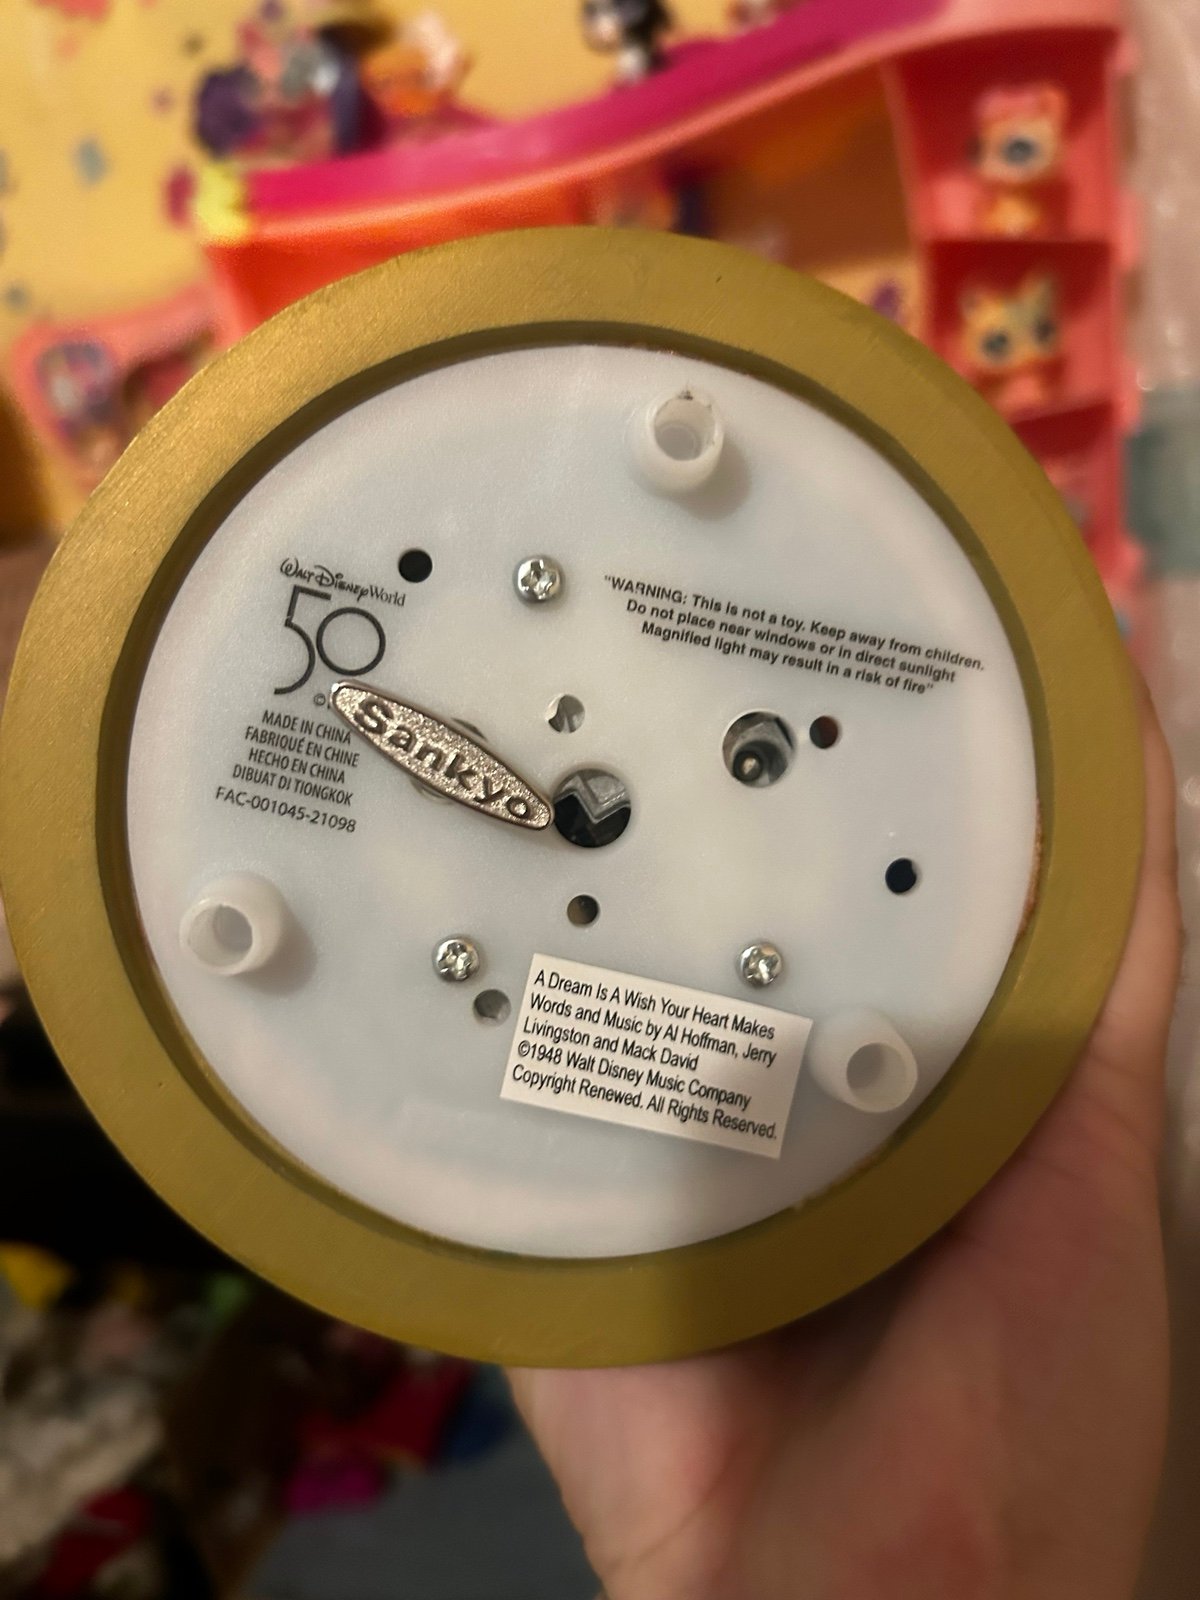 WALT DISNEY World
50
©
MADE IN CHINA
FABRIQUÉ EN CHINE
HECHO EN CHINA
DIBUAT DI TIONGKOK
FAC-001045-21098
Sankyo
"WARNING: This is not a toy. Keep away from children.
Do not place near windows or in direct sunlight
Magnified light may result in a risk of fire"
A Dream Is A Wish Your Heart Makes
Words and Music by Al Hoffman, Jerry
Livingston and Mack David
©1948 Walt Disney Music Company
Copyright Renewed. All Rights Reserved.